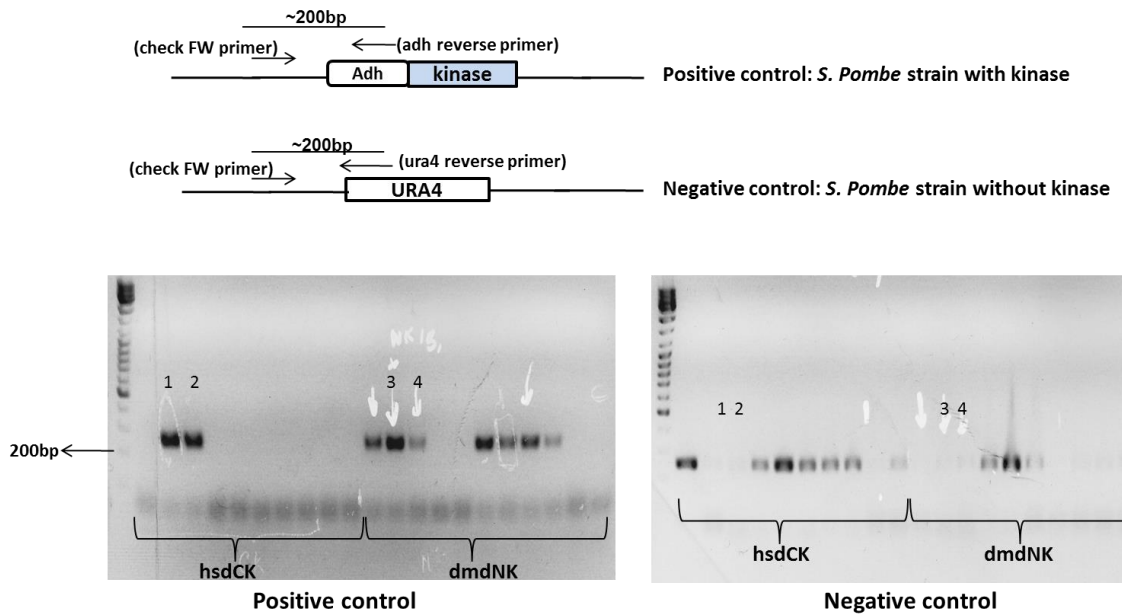 ~200bp
(check FW primer)
(adh reverse primer)
Adh
kinase
Positive control: S. Pombe strain with kinase
~200bp
(check FW primer)
(ura4 reverse primer)
URA4
Negative control: S. Pombe strain without kinase
1 2
3 4
1 2
3 4
200bp
hsdCK
dmdNK
hsdCK
dmdNK
Positive control
Negative control